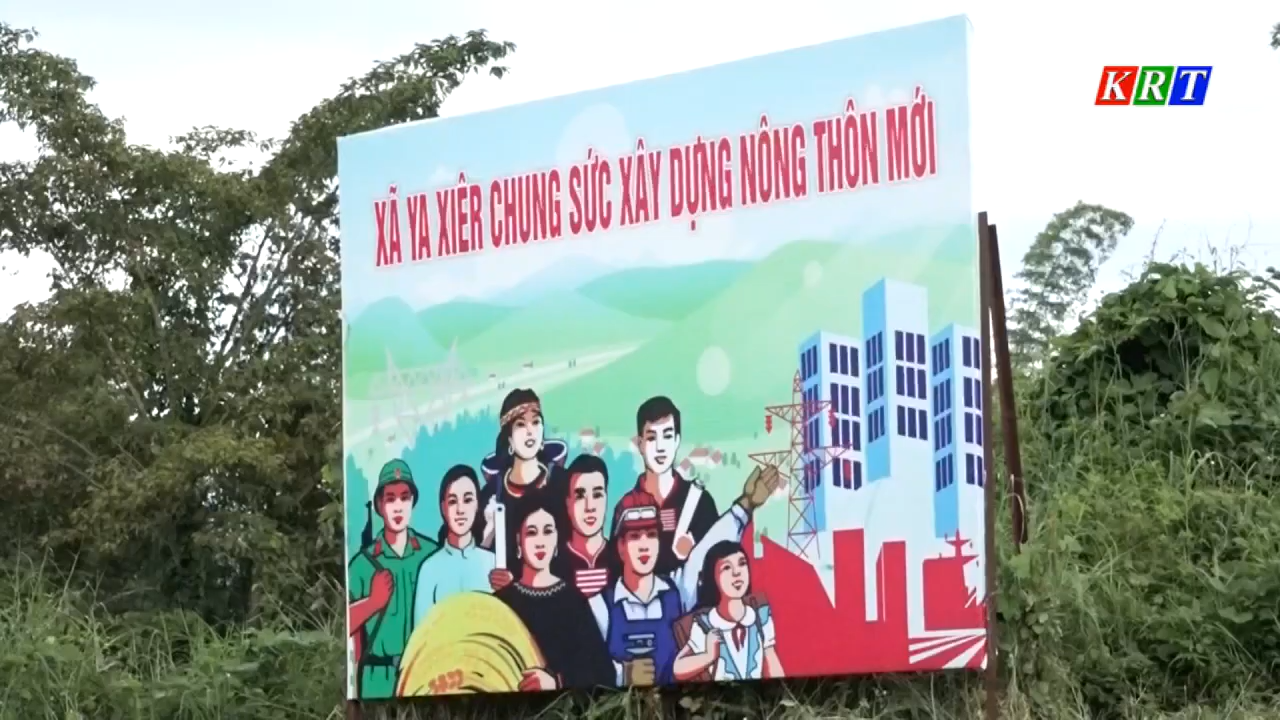 KRT
XÃ YA XIÊR CHUNG SỨC XÂY DỰNG NÔNG THÔN MỚI